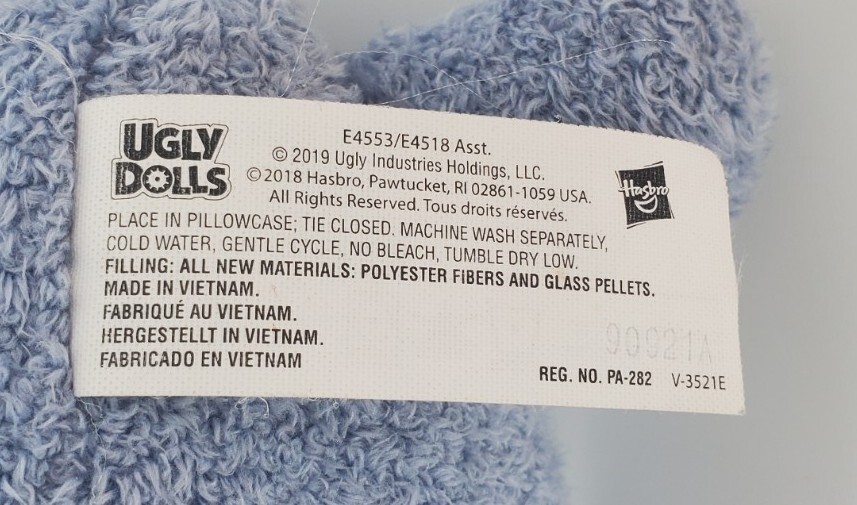 UGLY
DOLLS
E4553/E4518 Asst.
© 2019 Ugly Industries Holdings, LLC.
©2018 Hasbro, Pawtucket, RI 02861-1059 USA.
All Rights Reserved. Tous droits réservés.
Hasbro
PLACE IN PILLOWCASE; TIE CLOSED. MACHINE WASH SEPARATELY,
COLD WATER, GENTLE CYCLE, NO BLEACH, TUMBLE DRY LOW.
FILLING: ALL NEW MATERIALS: POLYESTER FIBERS AND GLASS PELLETS.
MADE IN VIETNAM.
FABRIQUÉ AU VIETNAM.
HERGESTELLT IN VIETNAM.
FABRICADO EN VIETNAM
90921A
REG. NO. PA-282 V-3521E